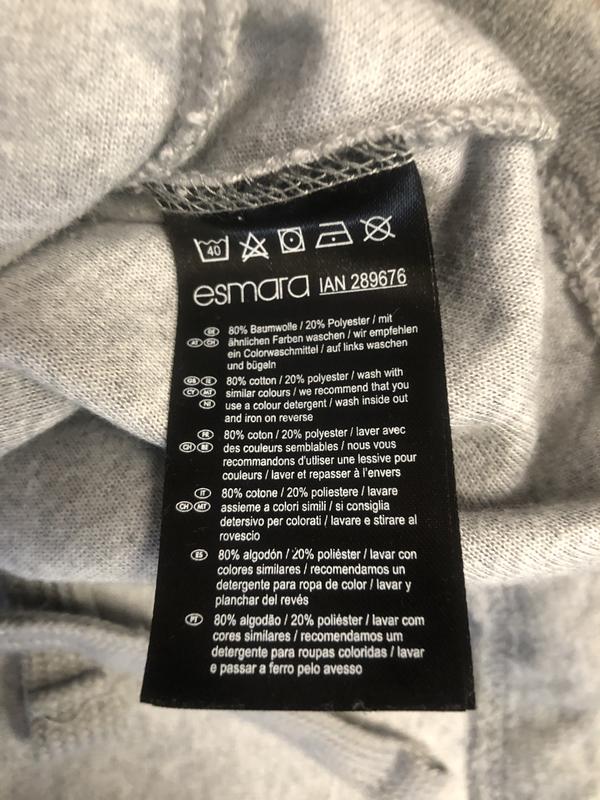 40
esmara IAN 289676
DE 80% Baumwolle / 20% Polyester / mit
AT CH ähnlichen Farben waschen / wir empfehlen
ein Colorwaschmittel / auf links waschen
und bügeln
GB IE 80% cotton / 20% polyester / wash with
CY MT similar colours / we recommend that you
NI use a colour detergent / wash inside out
and iron on reverse
FR 80% coton / 20% polyester / laver avec
CH BE des couleurs semblables / nous vous
recommandons d'utliser une lessive pour
couleurs / laver et repasser à l'envers
IT 80% cotone / 20% poliestere / lavare
CH MT assieme a colori simili / si consiglia
detersivo per colorati / lavare e stirare al
rovescio
ES 80% algodón / 20% poliéster / lavar con
colores similares / recomendamos un
detergente para ropa de color / lavar y
planchar del revés
PT 80% algodão / 20% poliéster / lavar com
cores similares / recomendamos um
detergente para roupas coloridas / lavar
e passar a ferro pelo avesso